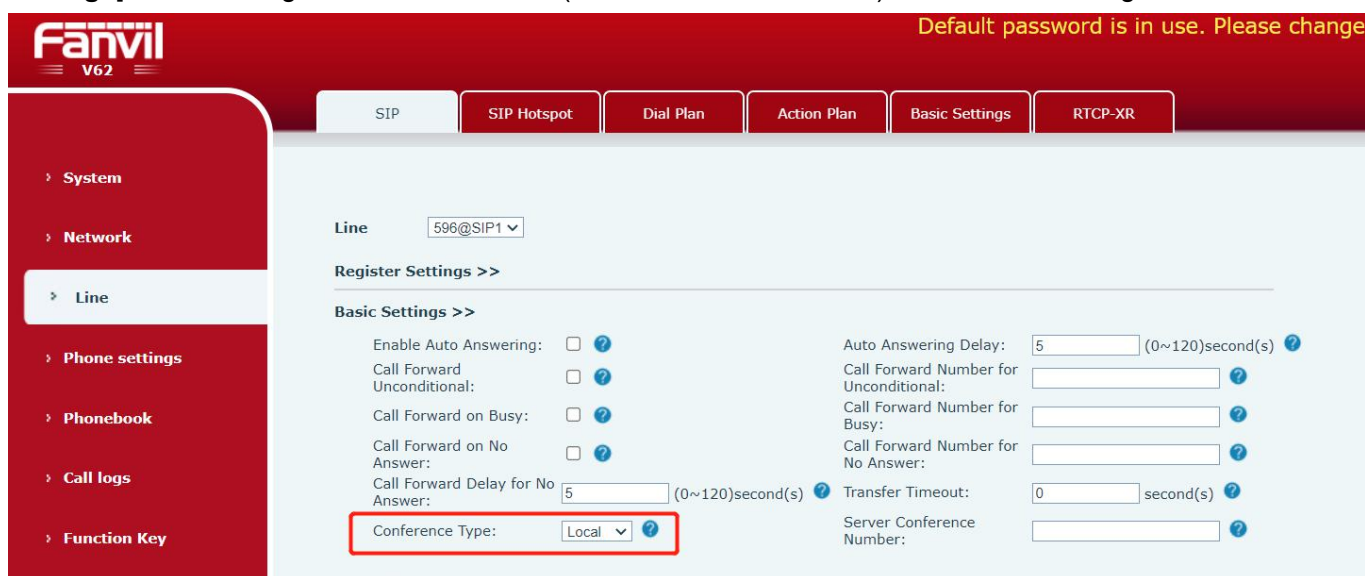 Default password is in use. Please change
Fanvil
V62
SIP
SIP Hotspot
Dial Plan
Action Plan
Basic Settings
RTCP-XR
› System
› Network
› Line
› Phone settings
› Phonebook
› Call logs
› Function Key
Line 596@SIP1
Register Settings >>
Basic Settings >>
Enable Auto Answering:
Auto Answering Delay: 5 (0~120)second(s)
Call Forward
Unconditional:
Call Forward Number for
Unconditional:
Call Forward on Busy:
Call Forward Number for
Busy:
Call Forward on No
Answer:
Call Forward Number for
No Answer:
Call Forward Delay for No
Answer: 5 (0~120)second(s)
Transfer Timeout: 0 second(s)
Conference Type: Local
Server Conference
Number: